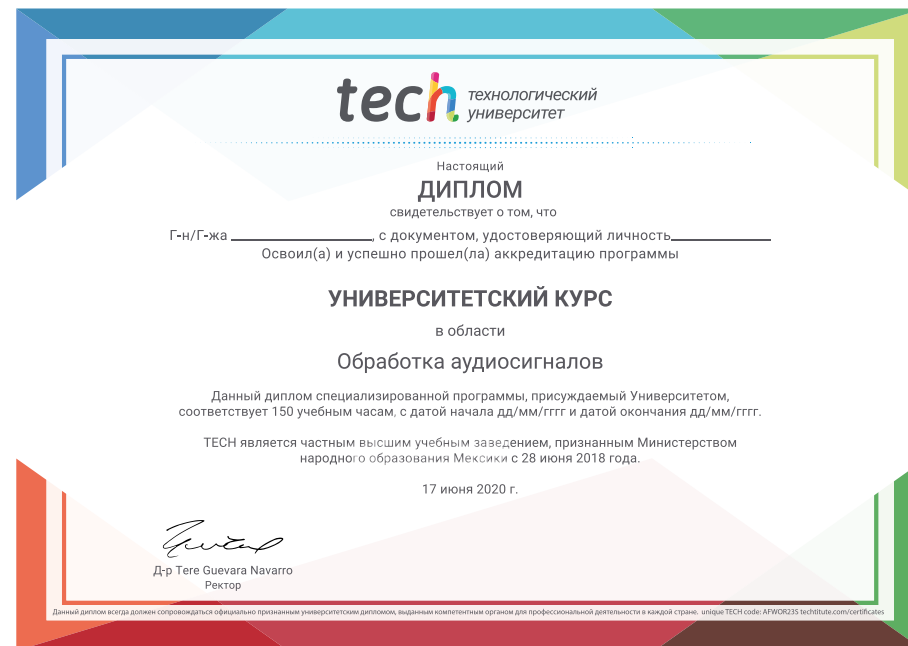 tech технологический
университет
Настоящий
ДИПЛОМ
свидетельствует о том, что
Г-н/Г-жа ____________________, с документом, удостоверяющий личность______________
Освоил(а) и успешно прошел(ла) аккредитацию программы
УНИВЕРСИТЕТСКИЙ КУРС
в области
Обработка аудиосигналов
Данный диплом специализированной программы, присуждаемый Университетом,
соответствует 150 учебным часам, с датой начала дд/мм/гггг и датой окончания дд/мм/гггг.
TECH является частным высшим учебным заведением, признанным Министерством
народного образования Мексики с 28 июня 2018 года.
17 июня 2020 г.
Д-р Tere Guevara Navarro
Ректор
Данный диплом всегда должен сопровождаться официально признанным университетским дипломом, выданным компетентным органом для профессиональной деятельности в каждой стране. unique TECH code: AFWOR23S techtitute.com/certificates